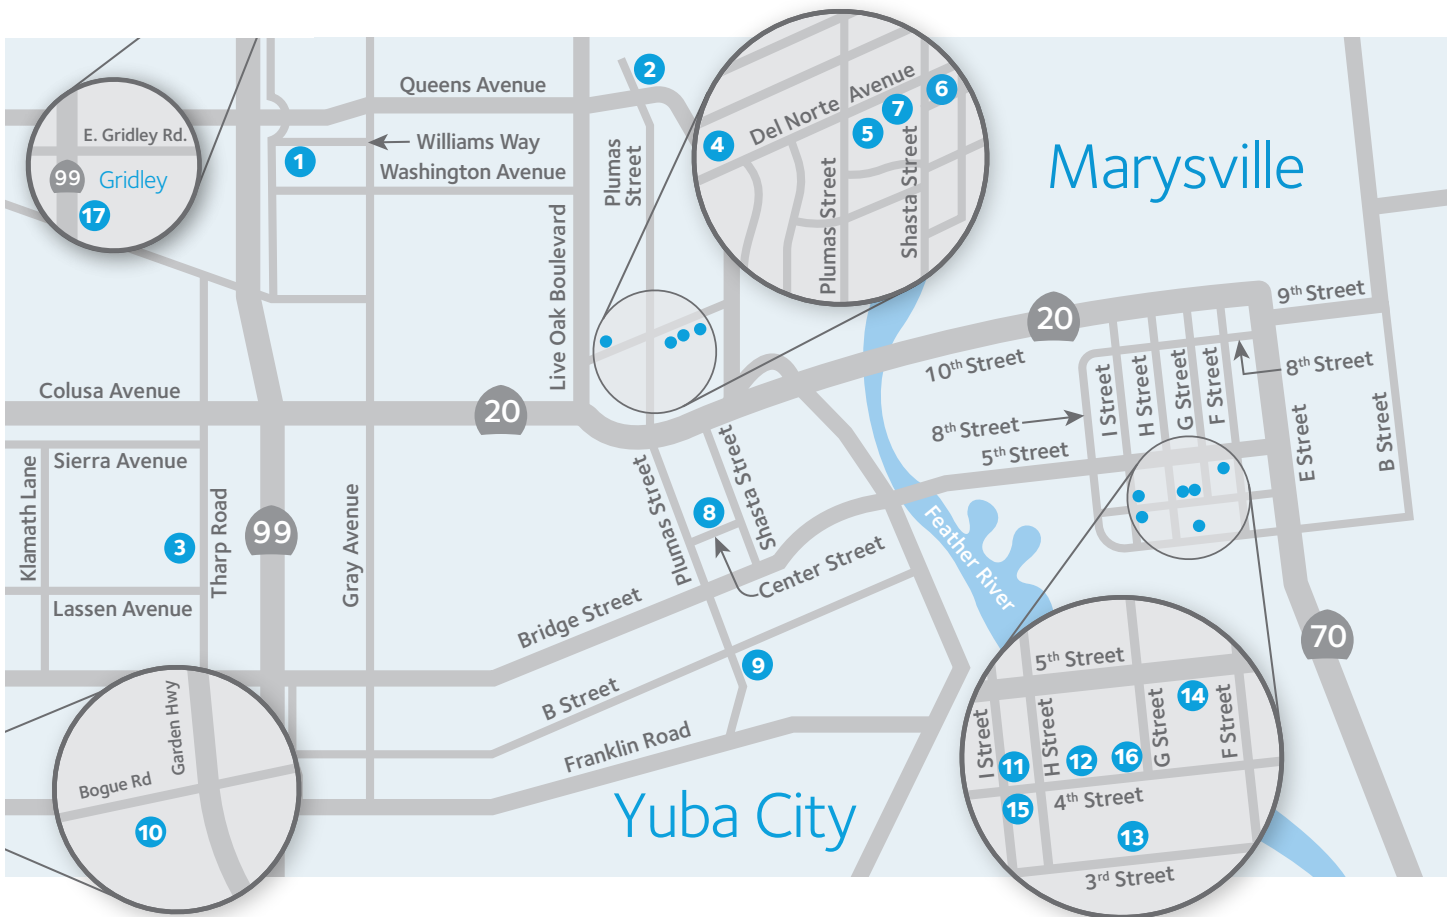 E. Gridley Rd.
99
Gridley
17
Queens Avenue
2
Williams Way
1
Washington Avenue
Plumas
Street
Live Oak Boulevard
4
Del Norte Avenue
5
7
6
Plumas Street
Shasta Street
Marysville
20
10th Street
9th Street
8th Street
8th Street
5th Street
I Street
H Street
G Street
F Street
E Street
B Street
Colusa Avenue
20
Sierra Avenue
Klamath Lane
3
Tharp Road
99
Gray Avenue
Lassen Avenue
Plumas Street
8
Shasta Street
Center Street
Bridge Street
Feather River
70
9
B Street
Franklin Road
Yuba City
Garden Hwy
Bogue Rd
10
5th Street
I Street
H Street
G Street
F Street
14
11
12
16
15
4th Street
13
3rd Street